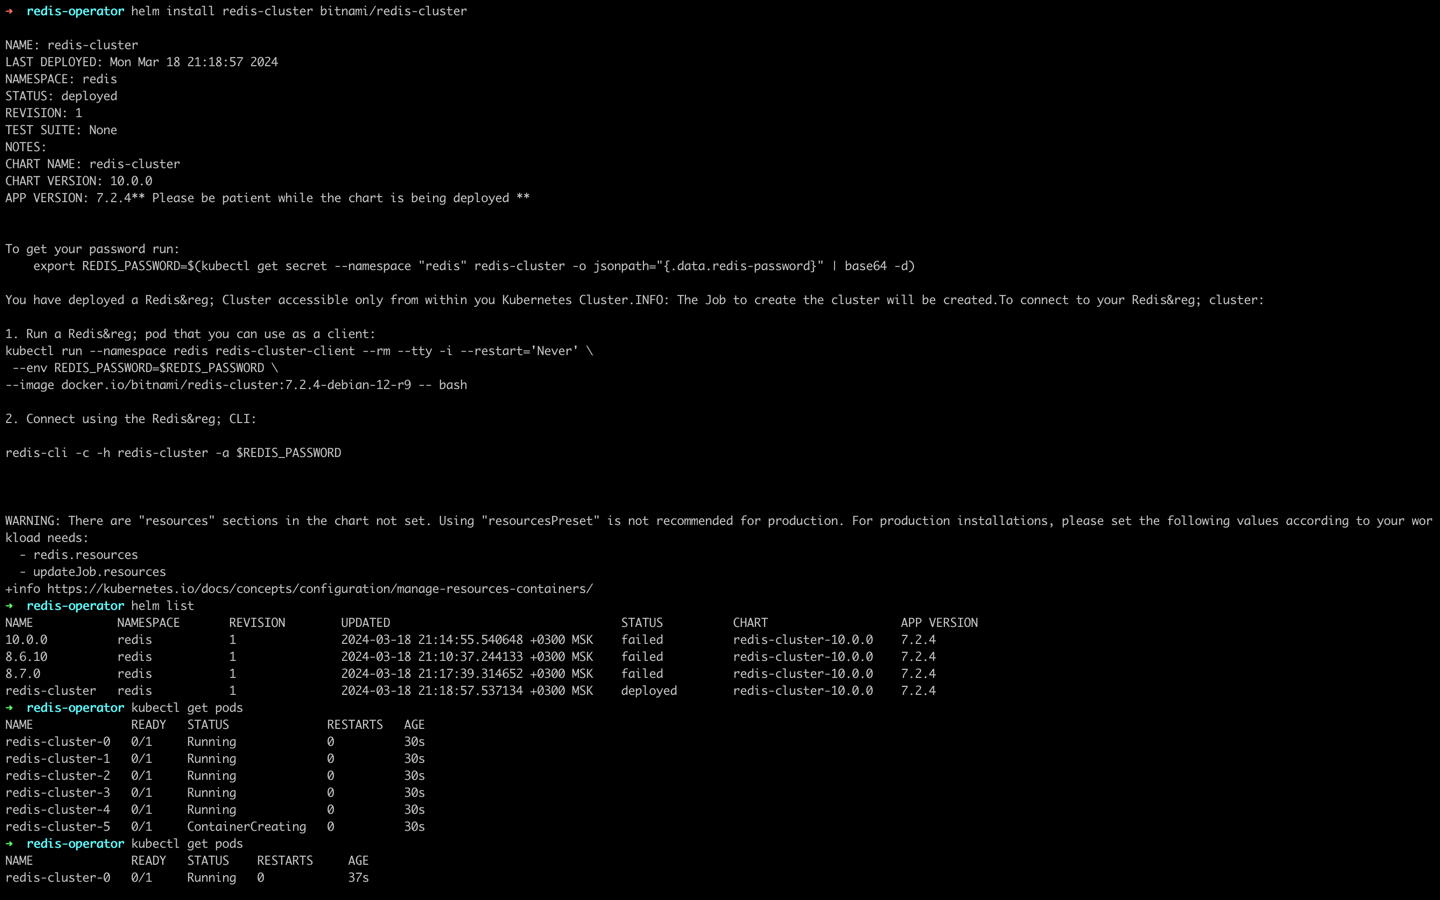 ➜  redis-operator helm install redis-cluster bitnami/redis-cluster
NAME: redis-cluster
LAST DEPLOYED: Mon Mar 18 21:18:57 2024
NAMESPACE: redis
STATUS: deployed
REVISION: 1
TEST SUITE: None
NOTES:
CHART NAME: redis-cluster
CHART VERSION: 10.0.0
APP VERSION: 7.2.4** Please be patient while the chart is being deployed **
To get your password run:
    export REDIS_PASSWORD=$(kubectl get secret --namespace "redis" redis-cluster -o jsonpath="{.data.redis-password}" | base64 -d)
You have deployed a Redis&reg; Cluster accessible only from within you Kubernetes Cluster.INFO: The Job to create the cluster will be created.To connect to your Redis&reg; cluster:
1. Run a Redis&reg; pod that you can use as a client:
kubectl run --namespace redis redis-cluster-client --rm --tty -i --restart='Never' \
 --env REDIS_PASSWORD=$REDIS_PASSWORD \
--image docker.io/bitnami/redis-cluster:7.2.4-debian-12-r9 -- bash
2. Connect using the Redis&reg; CLI:
redis-cli -c -h redis-cluster -a $REDIS_PASSWORD
WARNING: There are "resources" sections in the chart not set. Using "resourcesPreset" is not recommended for production. For production installations, please set the following values according to your wor
kload needs:
  - redis.resources
  - updateJob.resources
+info https://kubernetes.io/docs/concepts/configuration/manage-resources-containers/
➜  redis-operator helm list
NAME            NAMESPACE       REVISION        UPDATED                                 STATUS          CHART                   APP VERSION
10.0.0          redis           1               2024-03-18 21:14:55.540648 +0300 MSK    failed          redis-cluster-10.0.0    7.2.4
8.6.10          redis           1               2024-03-18 21:10:37.244133 +0300 MSK    failed          redis-cluster-10.0.0    7.2.4
8.7.0           redis           1               2024-03-18 21:17:39.314652 +0300 MSK    failed          redis-cluster-10.0.0    7.2.4
redis-cluster   redis           1               2024-03-18 21:18:57.537134 +0300 MSK    deployed        redis-cluster-10.0.0    7.2.4
➜  redis-operator kubectl get pods
NAME              READY   STATUS              RESTARTS   AGE
redis-cluster-0   0/1     Running             0          30s
redis-cluster-1   0/1     Running             0          30s
redis-cluster-2   0/1     Running             0          30s
redis-cluster-3   0/1     Running             0          30s
redis-cluster-4   0/1     Running             0          30s
redis-cluster-5   0/1     ContainerCreating   0          30s
➜  redis-operator kubectl get pods
NAME              READY   STATUS    RESTARTS     AGE
redis-cluster-0   0/1     Running   0            37s